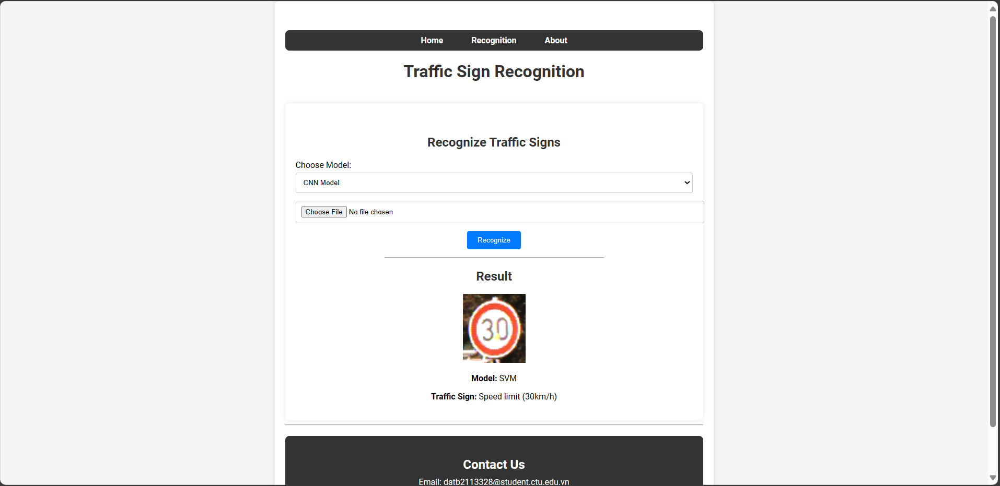 Home Recognition About
Traffic Sign Recognition
Recognize Traffic Signs
Choose Model:
CNN Model
Choose File No file chosen
Recognize
Result
30
Model: SVM
Traffic Sign: Speed limit (30km/h)
Contact Us
Email: datb2113328@student.ctu.edu.vn